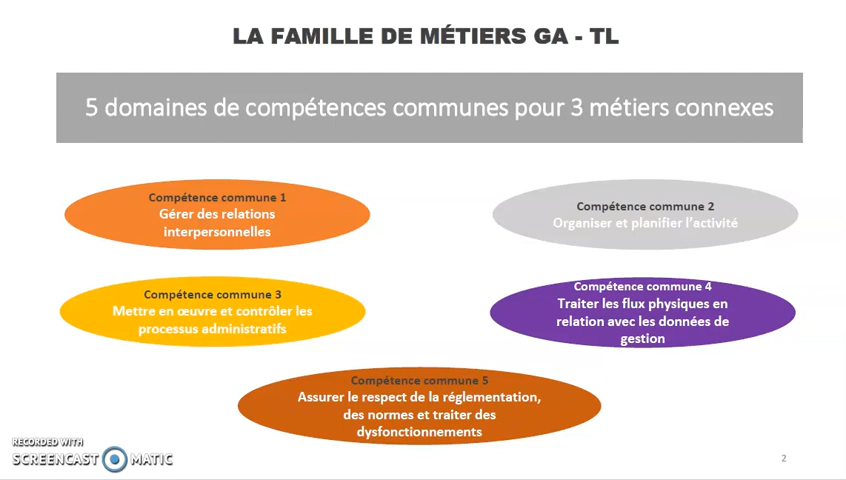 LA FAMILLE DE MÉTIERS GA - TL
5 domaines de compétences communes pour 3 métiers connexes
Compétence commune 1
Gérer des relations
interpersonnelles
Compétence commune 2
Organiser et planifier l'activité
Compétence commune 3
Mettre en œuvre et contrôler les
processus administratifs
Compétence commune 4
Traiter les flux physiques en
relation avec les données de
gestion
Compétence commune 5
Assurer le respect de la réglementation,
des normes et traiter des
dysfonctionnements
RECORDED WITH
SCREENCAST MATIC
2